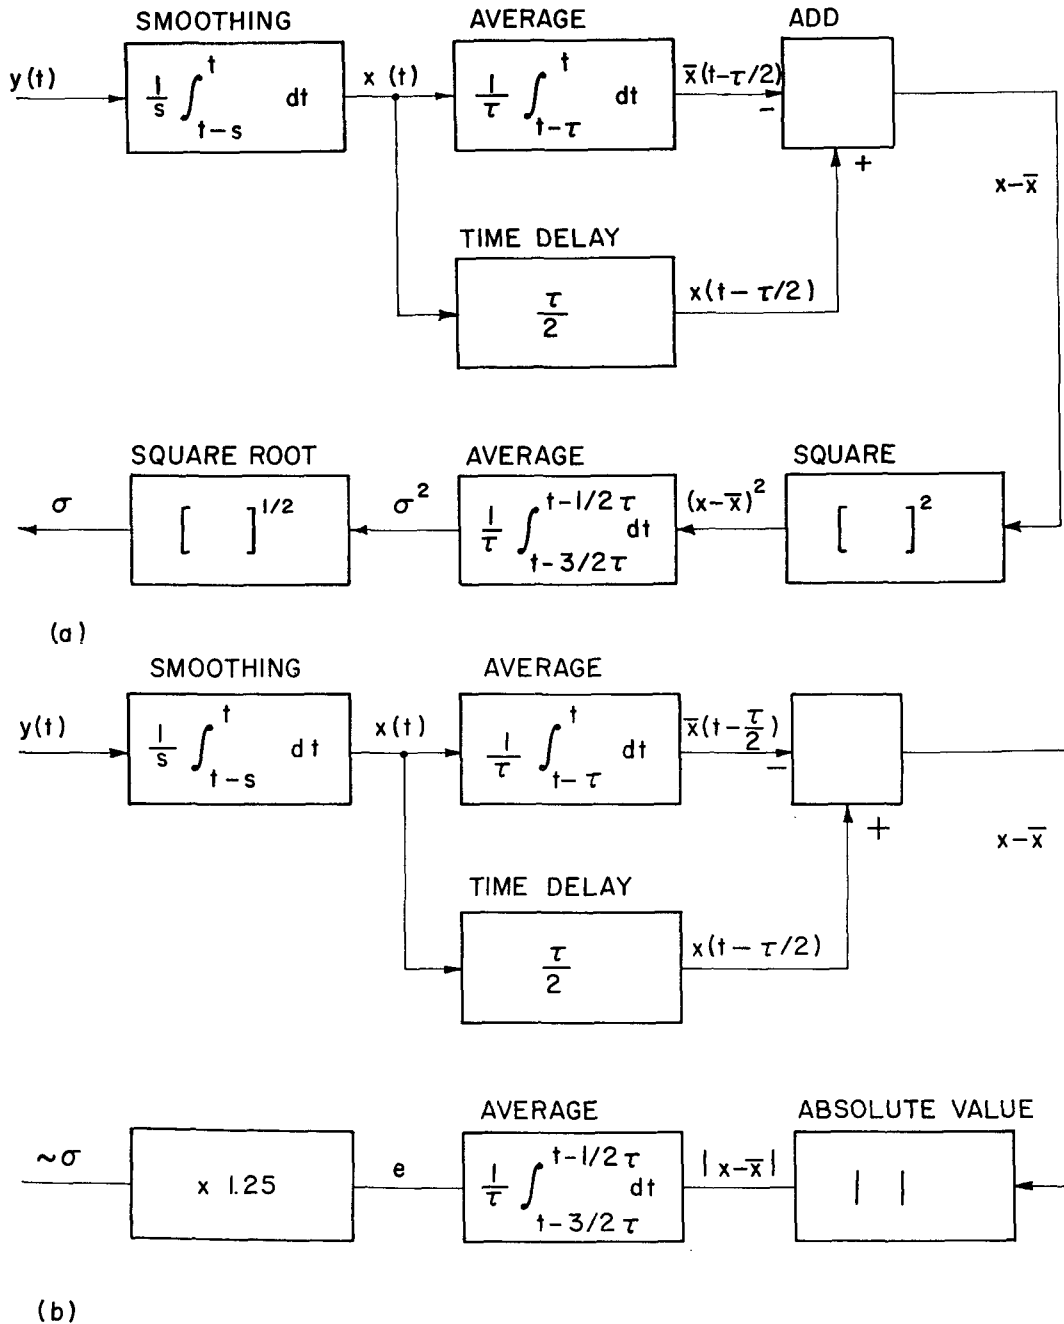 SMOOTHING
AVERAGE
ADD
y(t)
1/s ∫ t t-s dt
x (t)
1/τ ∫ t t-τ dt
x̅(t-τ/2)
−
+
x-x̅
TIME DELAY
τ/2
x(t-τ/2)
SQUARE ROOT
AVERAGE
SQUARE
σ
[ ]^1/2
σ²
1/τ ∫ t-1/2τ t-3/2τ dt
(x-x̅)²
[ ]²
(a)
SMOOTHING
AVERAGE
y(t)
1/s ∫ t t-s dt
x(t)
1/τ ∫ t t-τ dt
x̅(t-τ/2)
−
+
x-x̅
TIME DELAY
τ/2
x(t-τ/2)
AVERAGE
ABSOLUTE VALUE
~σ
x 1.25
e
1/τ ∫ t-1/2τ t-3/2τ dt
|x-x̅|
| |
(b)